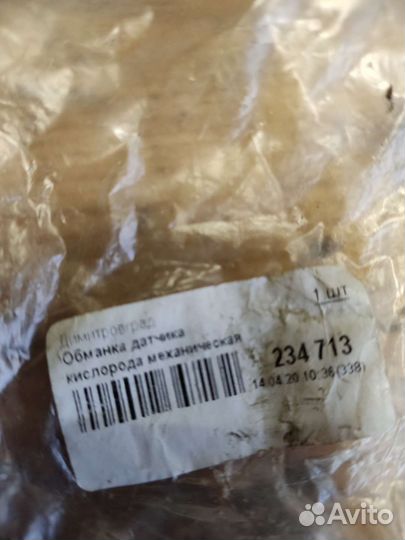 Димитровград
1 шт
Обманка датчика
кислорода механическая
234 713
14.04.20 10:36 (338)
Avito